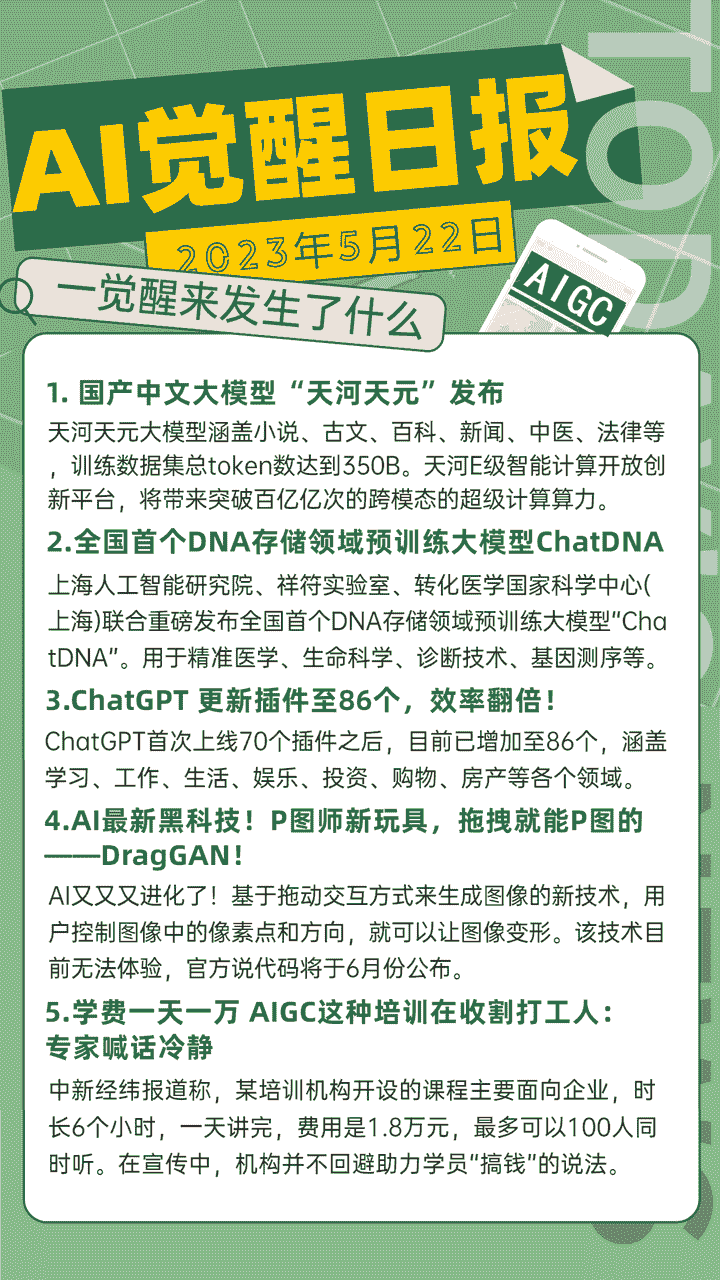 AI觉醒日报
2023年5月22日
一觉醒来发生了什么
AIGC
1. 国产中文大模型“天河天元”发布
天河天元大模型涵盖小说、古文、百科、新闻、中医、法律等
，训练数据集总token数达到350B。天河E级智能计算开放创
新平台，将带来突破百亿亿次的跨模态的超级计算算力。
2.全国首个DNA存储领域预训练大模型ChatDNA
上海人工智能研究院、祥符实验室、转化医学国家科学中心(
上海)联合重磅发布全国首个DNA存储领域预训练大模型"Cha
tDNA"。用于精准医学、生命科学、诊断技术、基因测序等。
3.ChatGPT 更新插件至86个，效率翻倍！
ChatGPT首次上线70个插件之后，目前已增加至86个，涵盖
学习、工作、生活、娱乐、投资、购物、房产等各个领域。
4.AI最新黑科技！P图师新玩具，拖拽就能P图的
——DragGAN！
AI又又又进化了！基于拖动交互方式来生成图像的新技术，用
户控制图像中的像素点和方向，就可以让图像变形。该技术目
前无法体验，官方说代码将于6月份公布。
5.学费一天一万 AIGC这种培训在收割打工人：
专家喊话冷静
中新经纬报道称，某培训机构开设的课程主要面向企业，时
长6个小时，一天讲完，费用是1.8万元，最多可以100人同
时听。在宣传中，机构并不回避助力学员"搞钱"的说法。